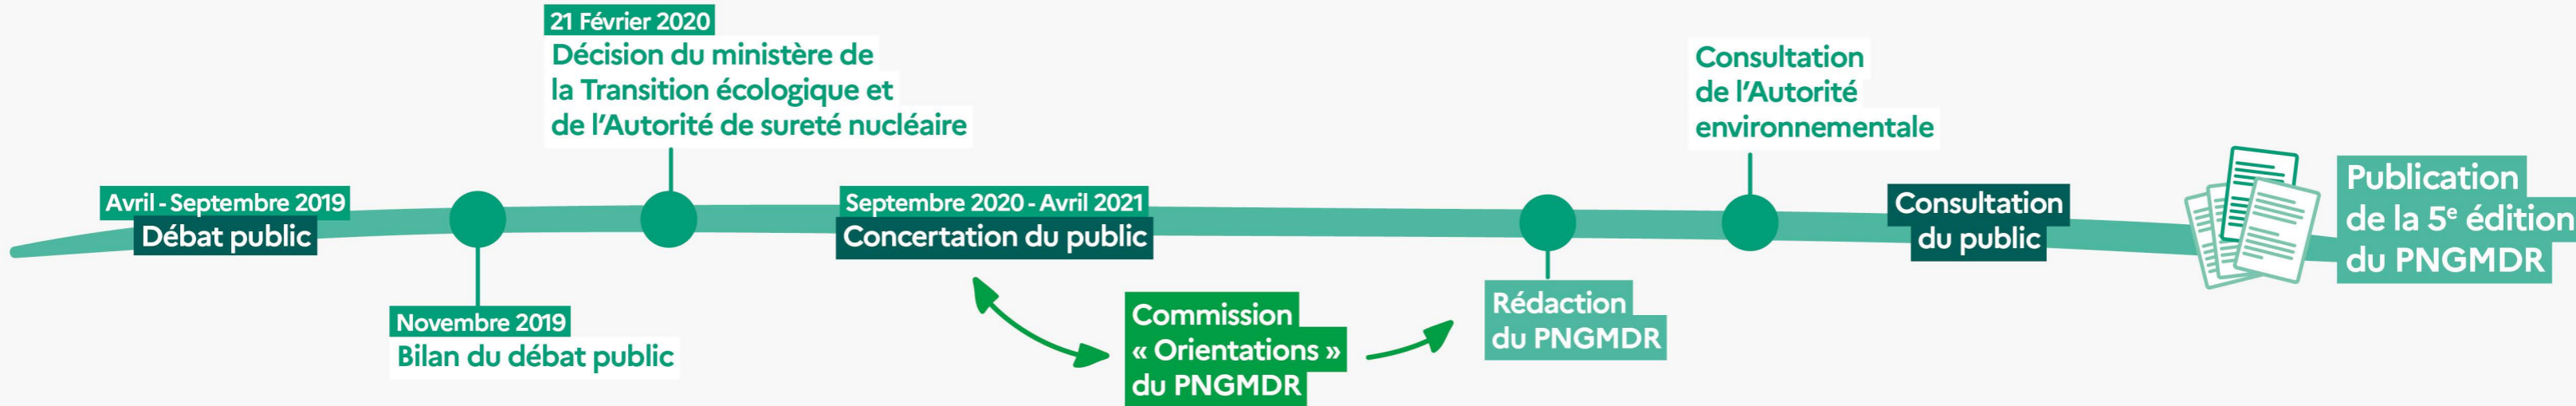 Avril - Septembre 2019
Débat public
Novembre 2019
Bilan du débat public
21 Février 2020
Décision du ministère de
la Transition écologique et
de l'Autorité de sureté nucléaire
Septembre 2020 - Avril 2021
Concertation du public
Commission
« Orientations »
du PNGMDR
Rédaction
du PNGMDR
Consultation
de l'Autorité
environnementale
Consultation
du public
Publication
de la 5e édition
du PNGMDR